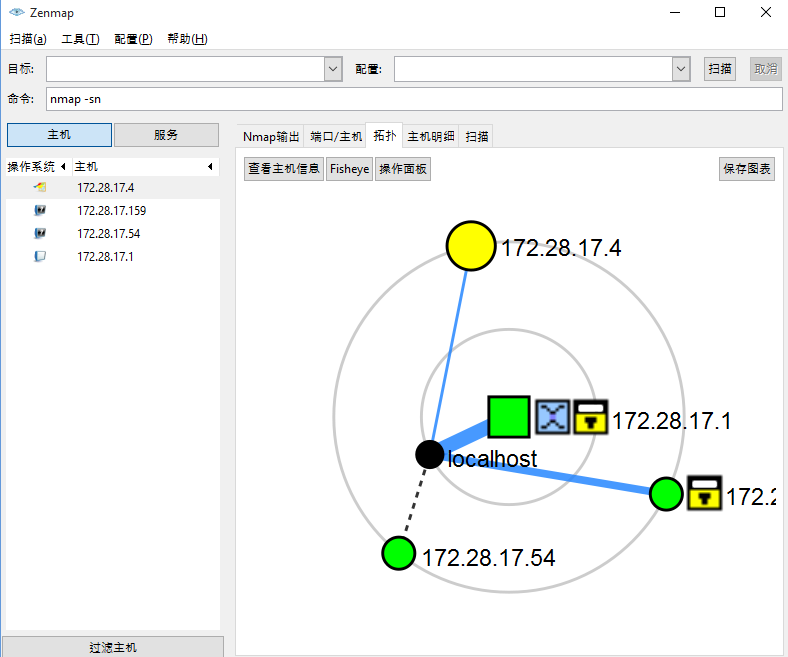 Zenmap
扫描(a) 工具(T) 配置(P) 帮助(H)
目标: 配置: 扫描 取消
命令: nmap -sn
主机 服务
Nmap输出 端口/主机 拓扑 主机明细 扫描
操作系统 主机
172.28.17.4
172.28.17.159
172.28.17.54
172.28.17.1
过滤主机
查看主机信息 Fisheye 操作面板 保存图表
172.28.17.4
172.28.17.1
localhost
172.2
172.28.17.54